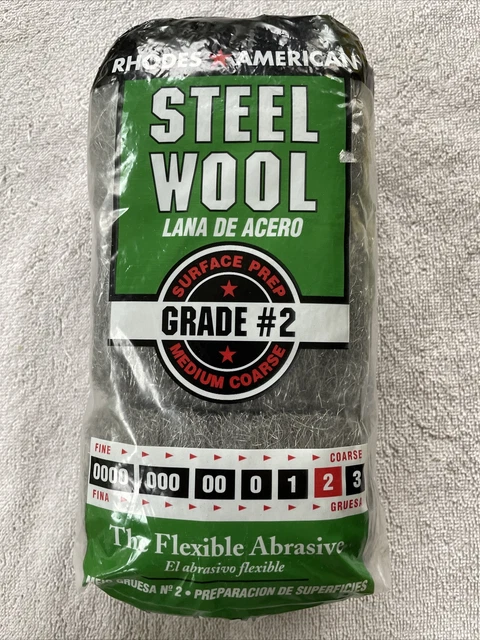 RHODES ★ AMERICAN
STEEL
WOOL
LANA DE ACERO
SURFACE PREP
★
GRADE #2
★
MEDIUM COARSE
FINE ► ► ► ► ► ► ► COARSE
0000 000 00 0 1 2 3
FINA ► ► ► ► ► ► ► GRUESA
The Flexible Abrasive
El abrasivo flexible
GRUESA Nº 2 • PREPARACION DE SUPERFICIES